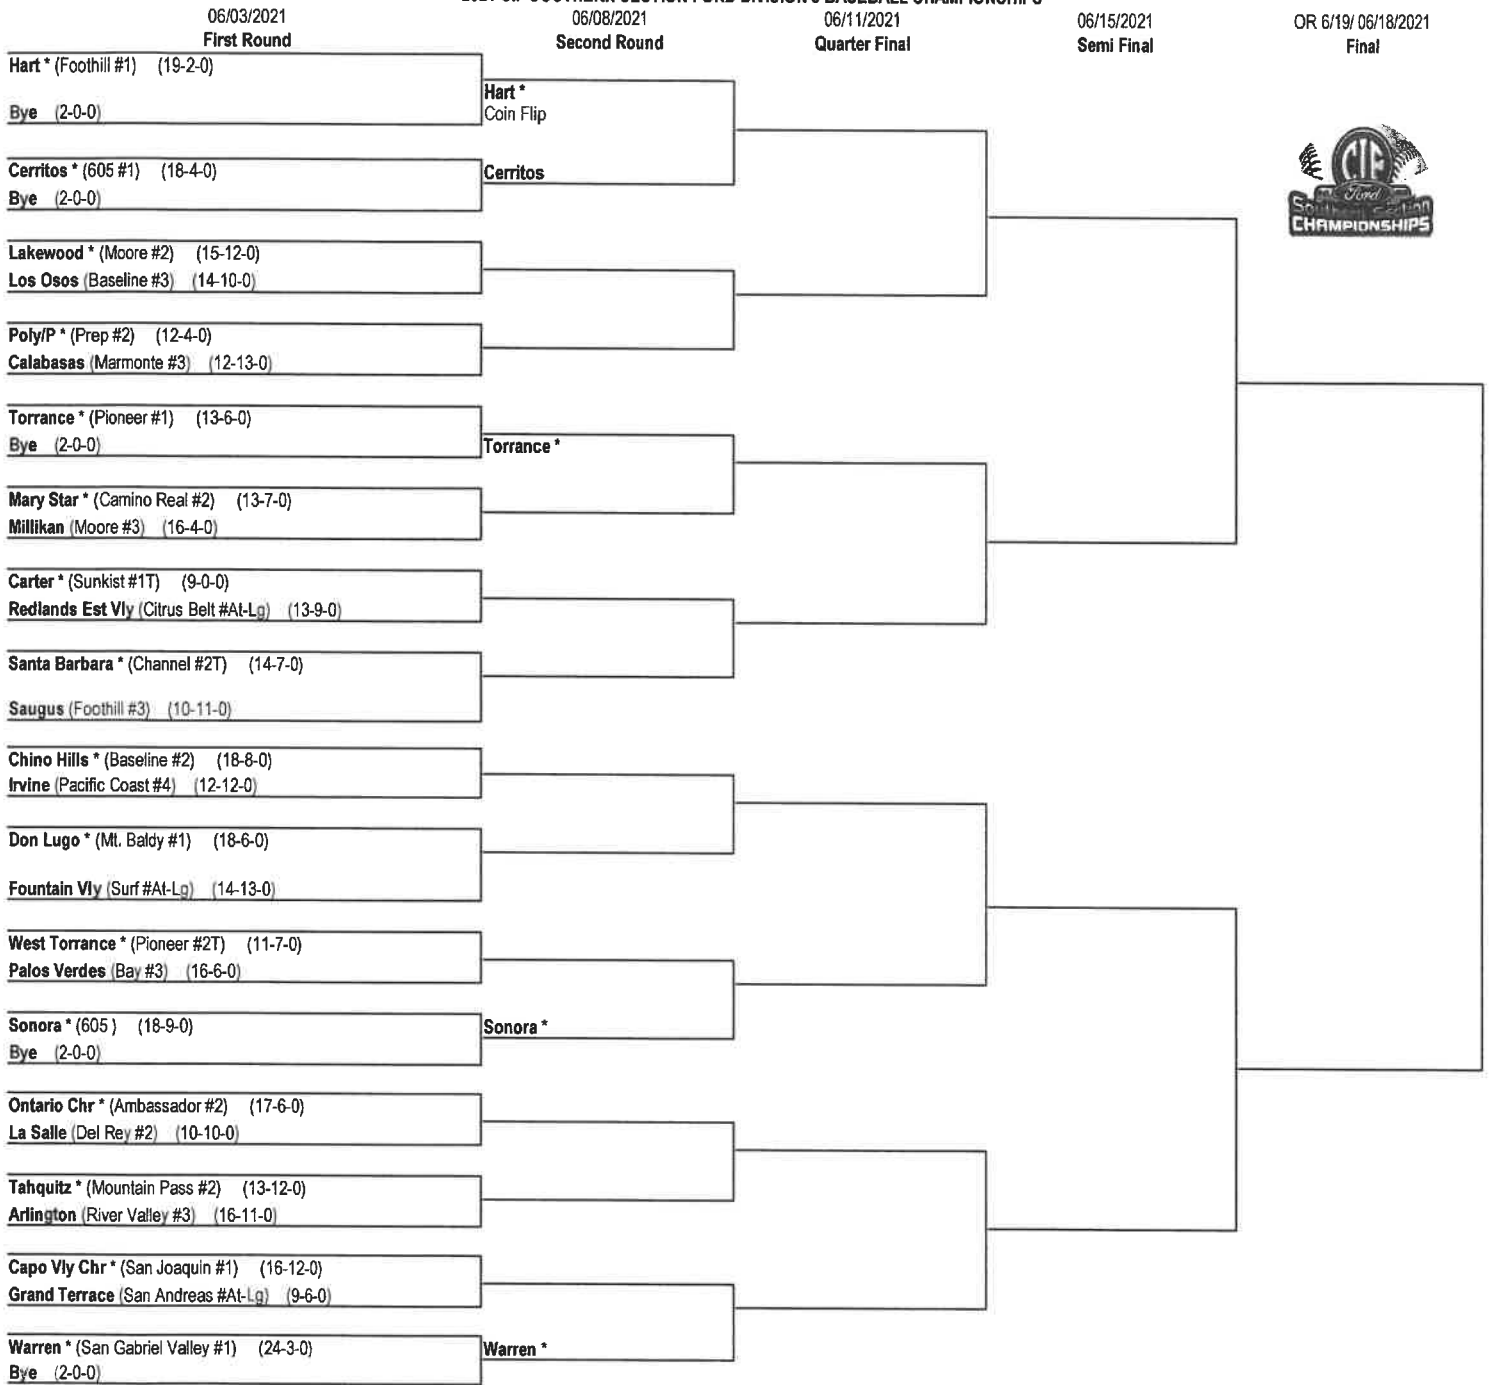 06/03/2021
First Round
06/08/2021
Second Round
06/11/2021
Quarter Final
06/15/2021
Semi Final
OR 6/19/ 06/18/2021
Final
Hart * (Foothill #1) (19-2-0)
Bye (2-0-0)
Cerritos * (605 #1) (18-4-0)
Bye (2-0-0)
Lakewood * (Moore #2) (15-12-0)
Los Osos (Baseline #3) (14-10-0)
Poly/P * (Prep #2) (12-4-0)
Calabasas (Marmonte #3) (12-13-0)
Torrance * (Pioneer #1) (13-6-0)
Bye (2-0-0)
Mary Star * (Camino Real #2) (13-7-0)
Millikan (Moore #3) (16-4-0)
Carter * (Sunkist #1T) (9-0-0)
Redlands Est Vly (Citrus Belt #At-Lg) (13-9-0)
Santa Barbara * (Channel #2T) (14-7-0)
Saugus (Foothill #3) (10-11-0)
Chino Hills * (Baseline #2) (18-8-0)
Irvine (Pacific Coast #4) (12-12-0)
Don Lugo * (Mt. Baldy #1) (18-6-0)
Fountain Vly (Surf #At-Lg) (14-13-0)
West Torrance * (Pioneer #2T) (11-7-0)
Palos Verdes (Bay #3) (16-6-0)
Sonora * (605 ) (18-9-0)
Bye (2-0-0)
Ontario Chr * (Ambassador #2) (17-6-0)
La Salle (Del Rey #2) (10-10-0)
Tahquitz * (Mountain Pass #2) (13-12-0)
Arlington (River Valley #3) (16-11-0)
Capo Vly Chr * (San Joaquin #1) (16-12-0)
Grand Terrace (San Andreas #At-Lg) (9-6-0)
Warren * (San Gabriel Valley #1) (24-3-0)
Bye (2-0-0)
Hart *
Coin Flip
Cerritos
Torrance *
Sonora *
Warren *
CIF
Ford
CHAMPIONSHIPS